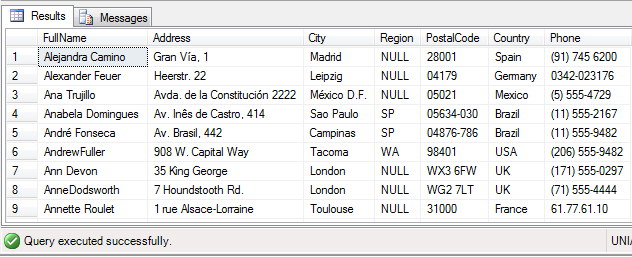 Results Messages
FullName Address City Region PostalCode Country Phone
1 Alejandra Camino Gran Vía, 1 Madrid NULL 28001 Spain (91) 745 6200
2 Alexander Feuer Heerstr. 22 Leipzig NULL 04179 Germany 0342-023176
3 Ana Trujillo Avda. de la Constitución 2222 México D.F. NULL 05021 Mexico (5) 555-4729
4 Anabela Domingues Av. Inês de Castro, 414 Sao Paulo SP 05634-030 Brazil (11) 555-2167
5 André Fonseca Av. Brasil, 442 Campinas SP 04876-786 Brazil (11) 555-9482
6 AndrewFuller 908 W. Capital Way Tacoma WA 98401 USA (206) 555-9482
7 Ann Devon 35 King George London NULL WX3 6FW UK (171) 555-0297
8 AnneDodsworth 7 Houndstooth Rd. London NULL WG2 7LT UK (71) 555-4444
9 Annette Roulet 1 rue Alsace-Lorraine Toulouse NULL 31000 France 61.77.61.10
Query executed successfully. UNI